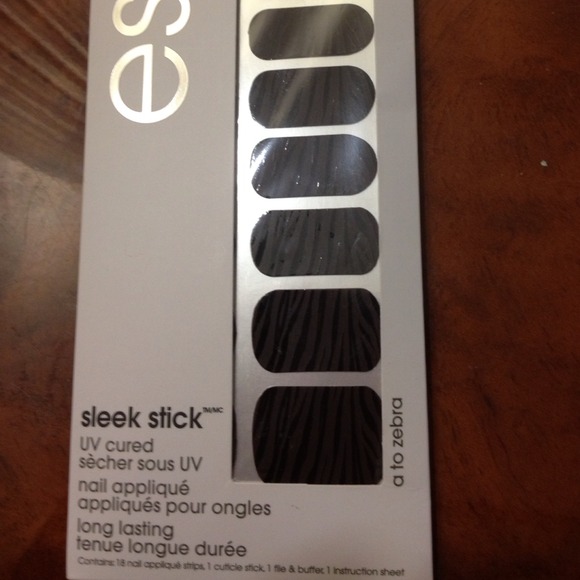 es
sleek stick™/MC
UV cured
sècher sous UV
nail appliqué
appliqués pour ongles
long lasting
tenue longue durée
Contains: 18 nail appliqué strips, 1 cuticle stick, 1 file & buffer, 1 instruction sheet
a to zebra